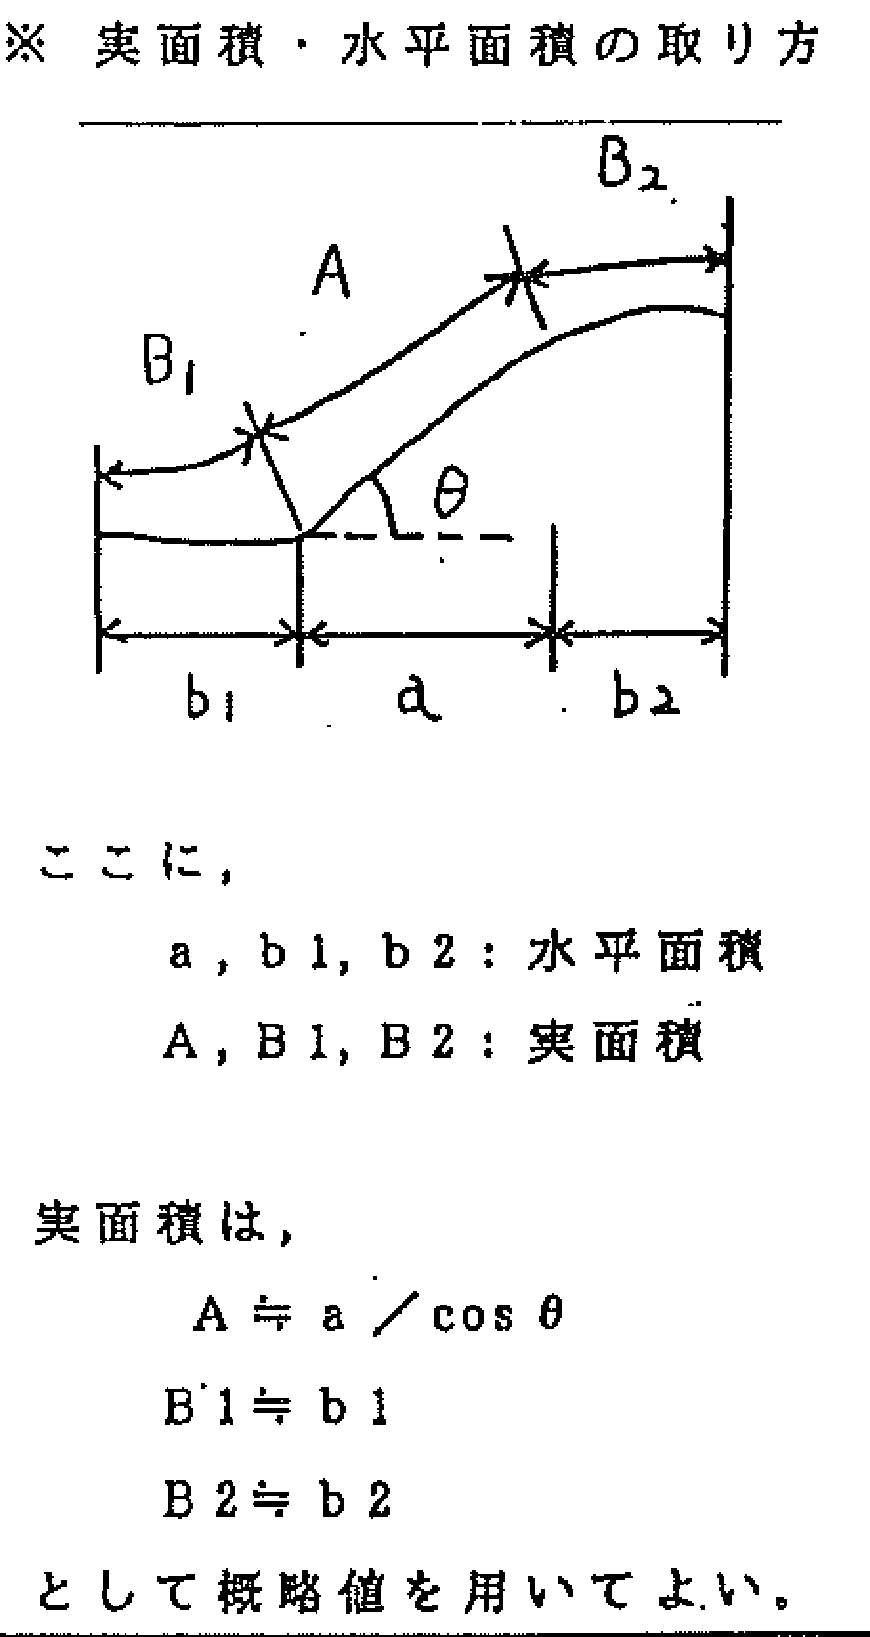 ※ 実面積・水平面積の取り方
B2
A
B1
θ
b1 a b2
ここに,
a, b1, b2: 水平面積
A, B1, B2: 実面積
実面積は,
A≒a／cosθ
B1≒b1
B2≒b2
として概略値を用いてよい。